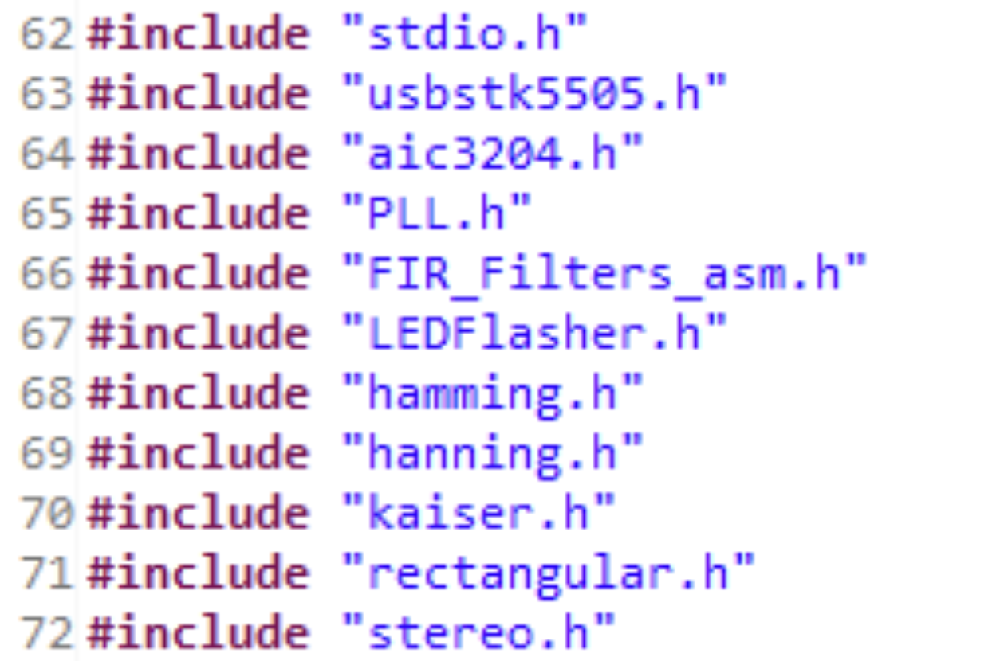 62 #include "stdio.h"
63 #include "usbstk5505.h"
64 #include "aic3204.h"
65 #include "PLL.h"
66 #include "FIR_Filters_asm.h"
67 #include "LEDFlasher.h"
68 #include "hamming.h"
69 #include "hanning.h"
70 #include "kaiser.h"
71 #include "rectangular.h"
72 #include "stereo.h"